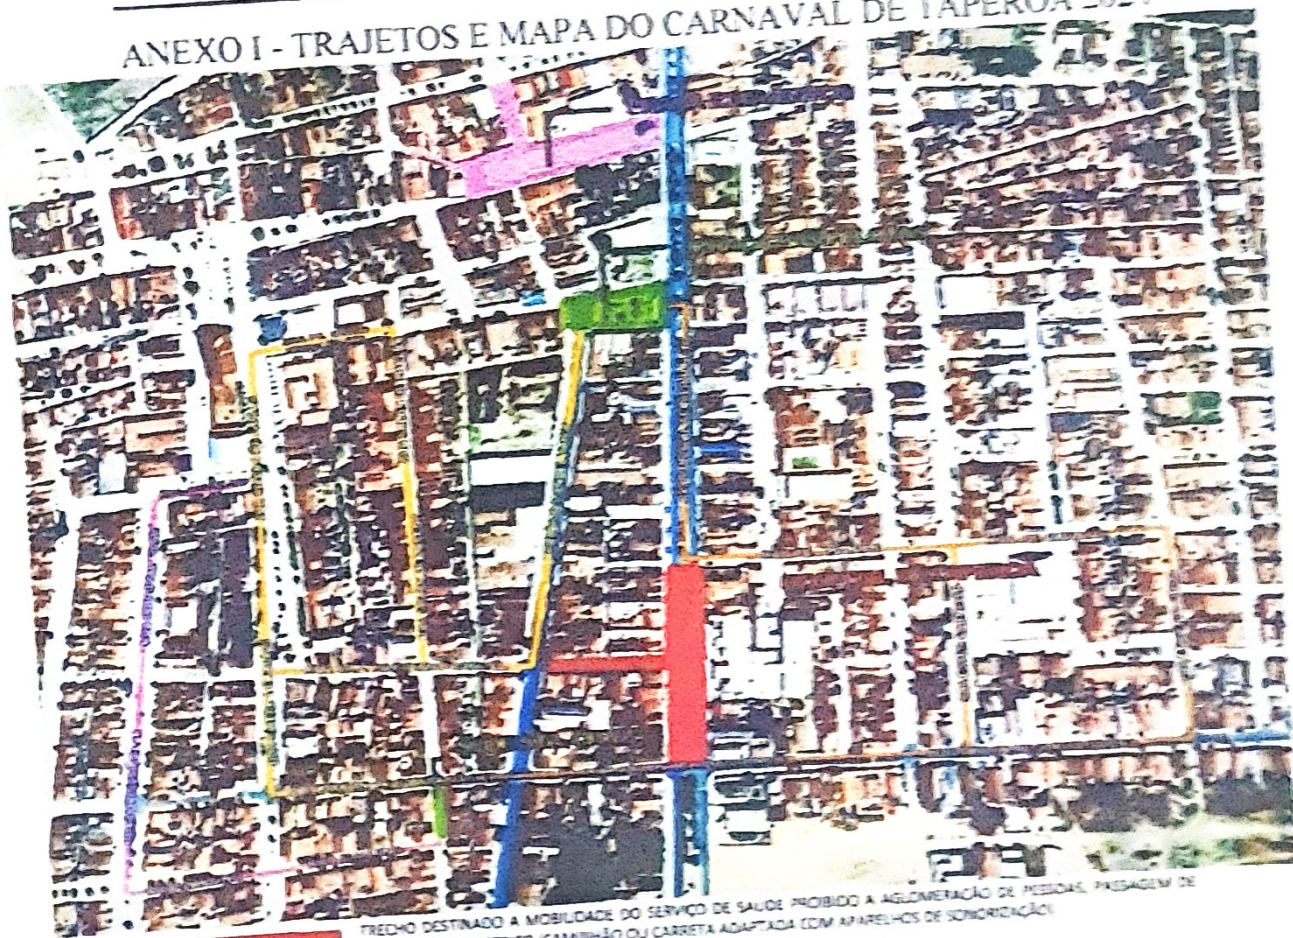 ANEXO I - TRAJETOS E MAPA DO CARNAVAL DE TAPEROÁ
TRECHO DESTINADO A MOBILIDADE DO SERVIÇO DE SAUDE PROIBIDO A AGLOMERAÇÃO DE PESSOAS, PASSAGEM DE
(CAMINHÃO OU CARRETA ADAPTADA COM APARELHOS DE SONORIZAÇÃO)